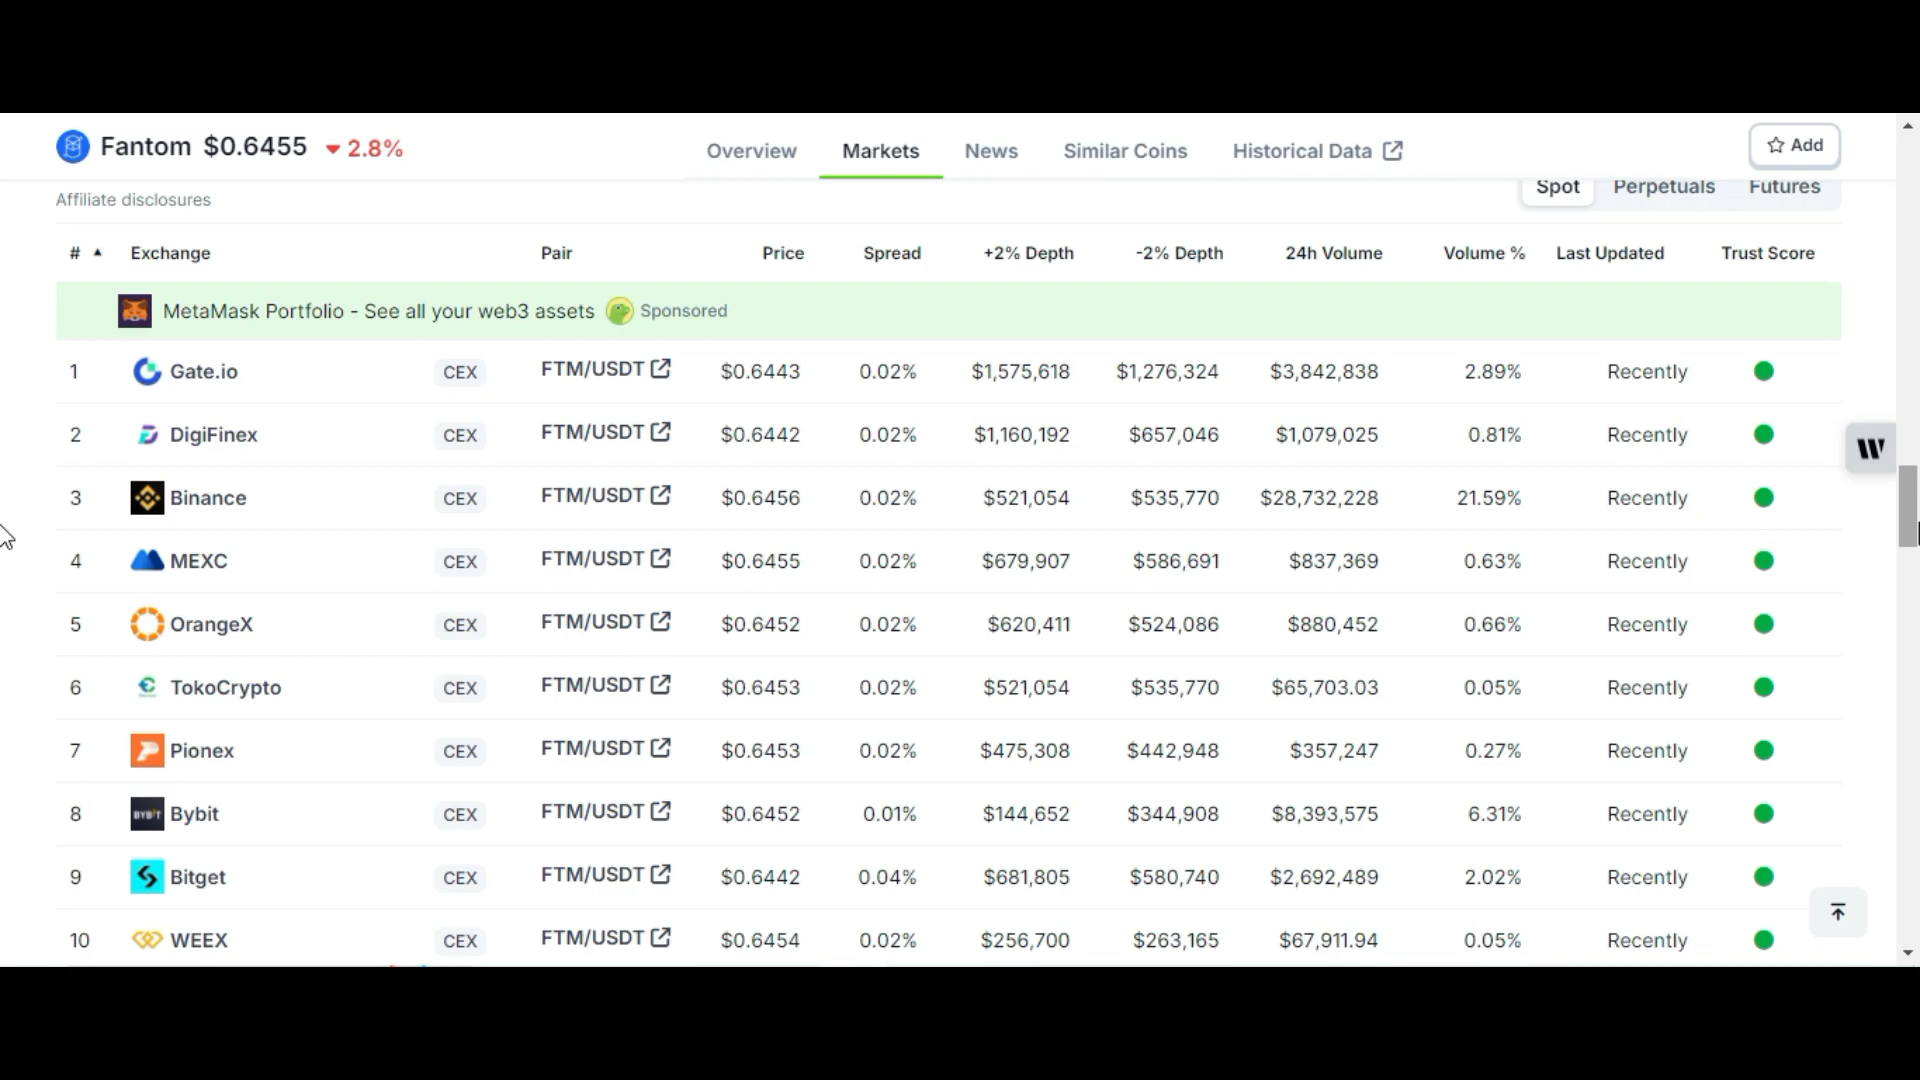 Fantom $0.6455 2.8% Overview Markets News Similar Coins Historical Data Add
Affiliate disclosures Spot Perpetuals Futures
# Exchange Pair Price Spread +2% Depth -2% Depth 24h Volume Volume % Last Updated Trust Score
MetaMask Portfolio - See all your web3 assets Sponsored
1 Gate.io CEX FTM/USDT $0.6443 0.02% $1,575,618 $1,276,324 $3,842,838 2.89% Recently
2 DigiFinex CEX FTM/USDT $0.6442 0.02% $1,160,192 $657,046 $1,079,025 0.81% Recently
3 Binance CEX FTM/USDT $0.6456 0.02% $521,054 $535,770 $28,732,228 21.59% Recently
4 MEXC CEX FTM/USDT $0.6455 0.02% $679,907 $586,691 $837,369 0.63% Recently
5 OrangeX CEX FTM/USDT $0.6452 0.02% $620,411 $524,086 $880,452 0.66% Recently
6 TokoCrypto CEX FTM/USDT $0.6453 0.02% $521,054 $535,770 $65,703.03 0.05% Recently
7 Pionex CEX FTM/USDT $0.6453 0.02% $475,308 $442,948 $357,247 0.27% Recently
8 BYBIT Bybit CEX FTM/USDT $0.6452 0.01% $144,652 $344,908 $8,393,575 6.31% Recently
9 Bitget CEX FTM/USDT $0.6442 0.04% $681,805 $580,740 $2,692,489 2.02% Recently
10 WEEX CEX FTM/USDT $0.6454 0.02% $256,700 $263,165 $67,911.94 0.05% Recently